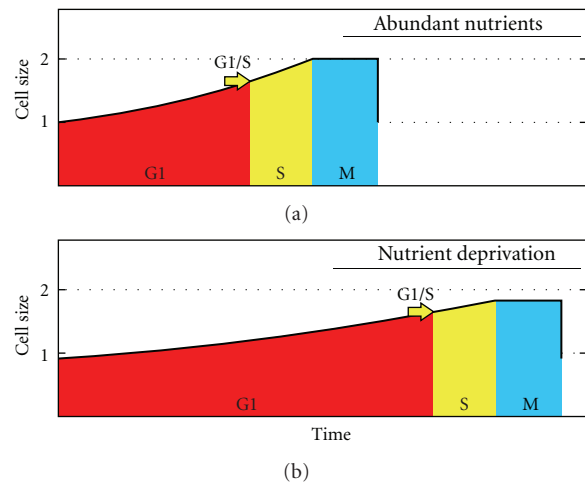 Abundant nutrients
2
G1/S
Cell size
1
G1 S M
(a)
Nutrient deprivation
2
G1/S
Cell size
1
G1 S M
Time
(b)